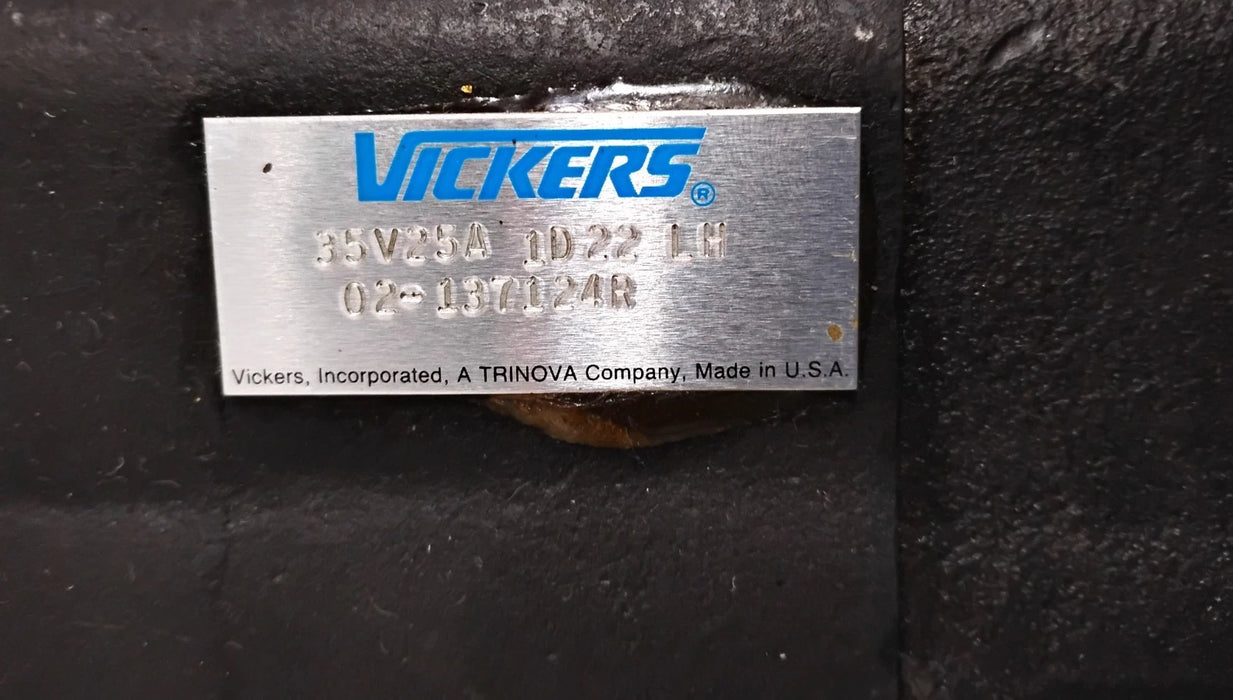 VICKERS®
35V25A 1D22 LH
02-137124R
Vickers, Incorporated, A TRINOVA Company, Made in U.S.A.